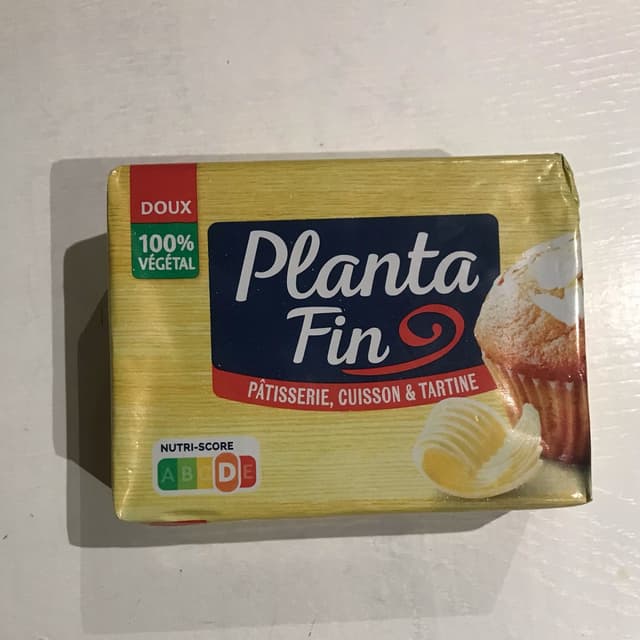 DOUX
100%
VÉGÉTAL
Planta
Fin
PÂTISSERIE, CUISSON & TARTINE
NUTRI-SCORE
A B C D E